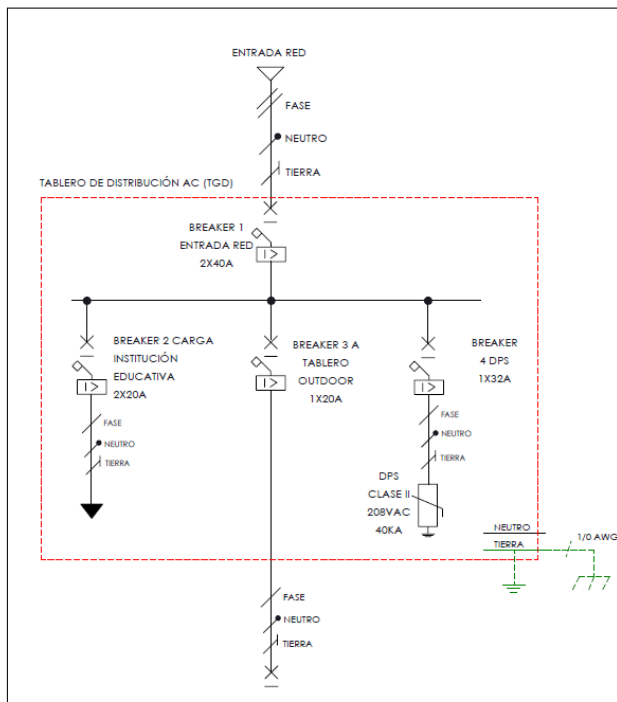 ENTRADA RED
FASE
NEUTRO
TIERRA
TABLERO DE DISTRIBUCIÓN AC (TGD)
BREAKER 1
ENTRADA RED
2X40A
I>
BREAKER 2 CARGA
INSTITUCIÓN
EDUCATIVA
2X20A
I>
FASE
NEUTRO
TIERRA
BREAKER 3 A
TABLERO
OUTDOOR
1X20A
I>
BREAKER
4 DPS
1X32A
I>
FASE
NEUTRO
TIERRA
DPS
CLASE II
208VAC
40KA
NEUTRO
TIERRA
1/0 AWG
FASE
NEUTRO
TIERRA